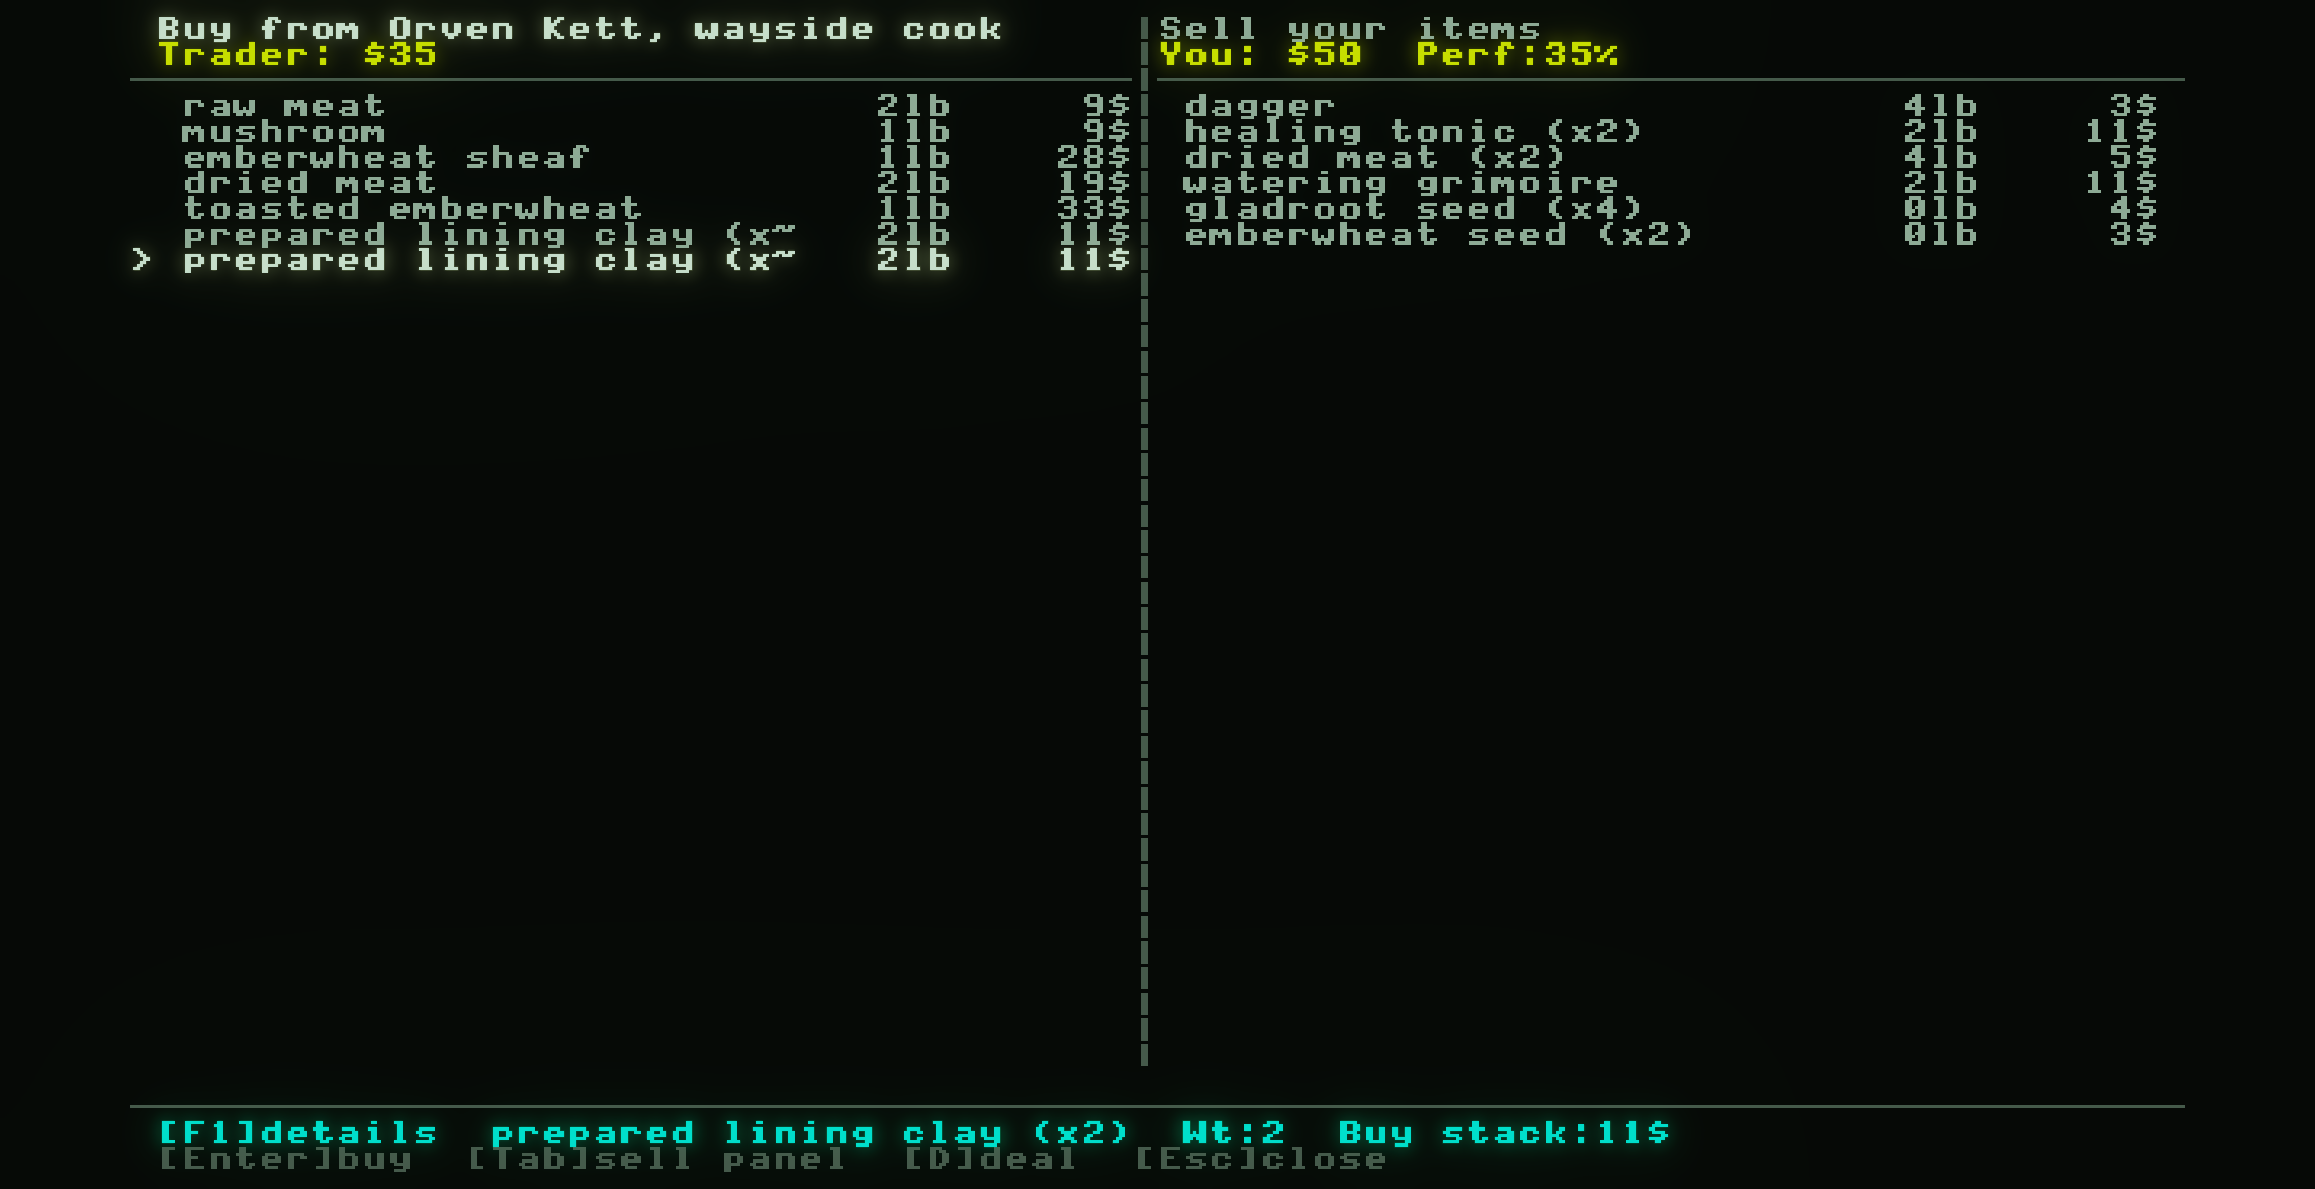 Buy from Orven Kett, wayside cook
Trader: $35
raw meat 2lb 9$
mushroom 1lb 9$
emberwheat sheaf 1lb 28$
dried meat 2lb 19$
toasted emberwheat 1lb 33$
prepared lining clay (x~ 2lb 11$
> prepared lining clay (x~ 2lb 11$
Sell your items
You: $50 Perf:35%
dagger 4lb 3$
healing tonic (x2) 2lb 11$
dried meat (x2) 4lb 5$
watering grimoire 2lb 11$
gladroot seed (x4) 0lb 4$
emberwheat seed (x2) 0lb 3$
[F1]details prepared lining clay (x2) Wt:2 Buy stack:11$
[Enter]buy [Tab]sell panel [D]deal [Esc]close